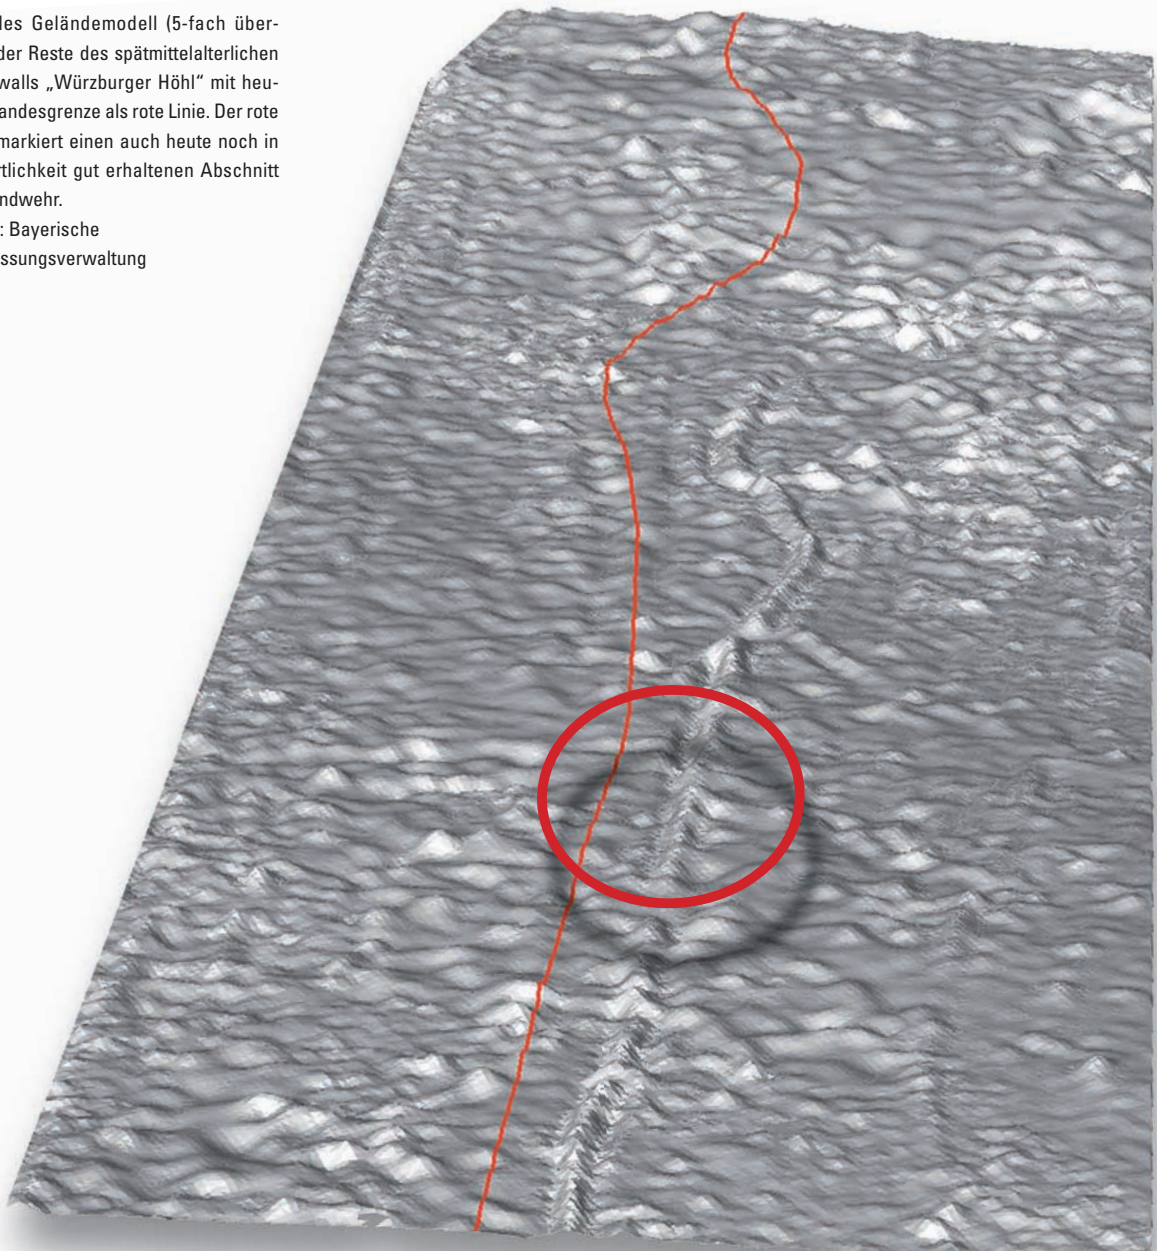 les Geländemodell (5-fach über-
der Reste des spätmittelalterlichen
walls „Würzburger Höhl“ mit heu-
andesgrenze als rote Linie. Der rote
markiert einen auch heute noch in
rtlichkeit gut erhaltenen Abschnitt
ndwehr.
: Bayerische
ssungsverwaltung